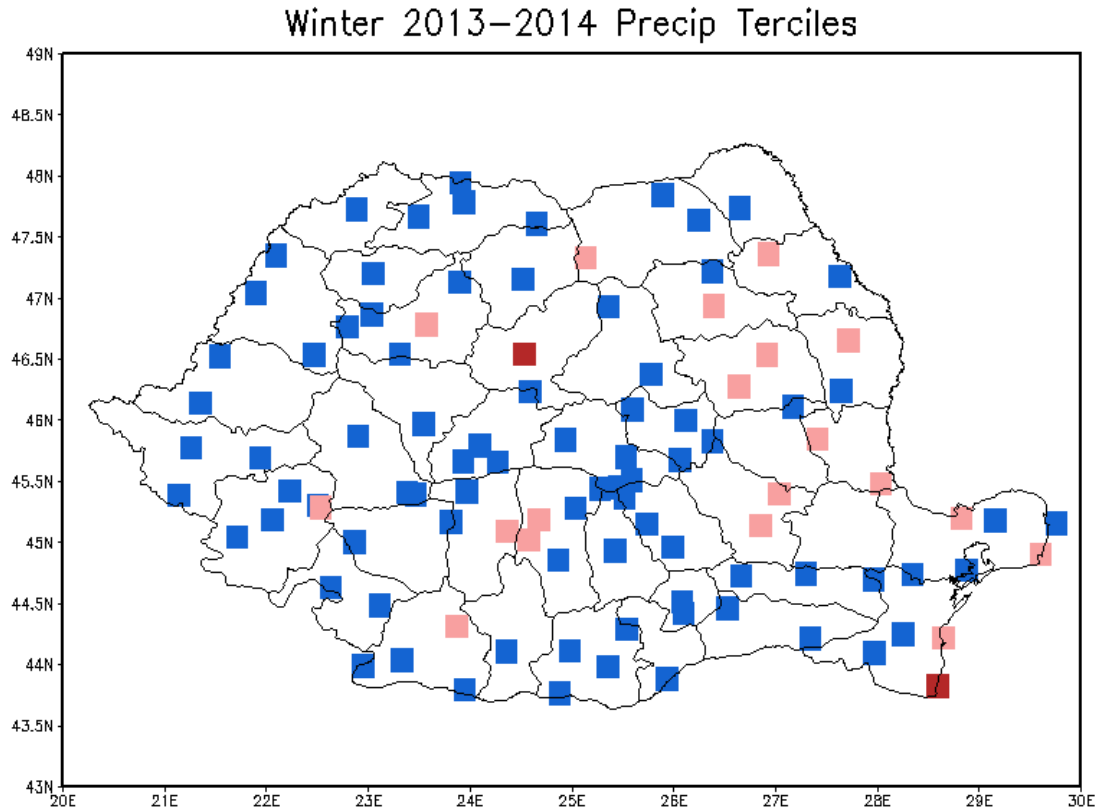 Winter 2013-2014 Precip Terciles
49N
48.5N
48N
47.5N
47N
46.5N
46N
45.5N
45N
44.5N
44N
43.5N
43N
20E 21E 22E 23E 24E 25E 26E 27E 28E 29E 30E